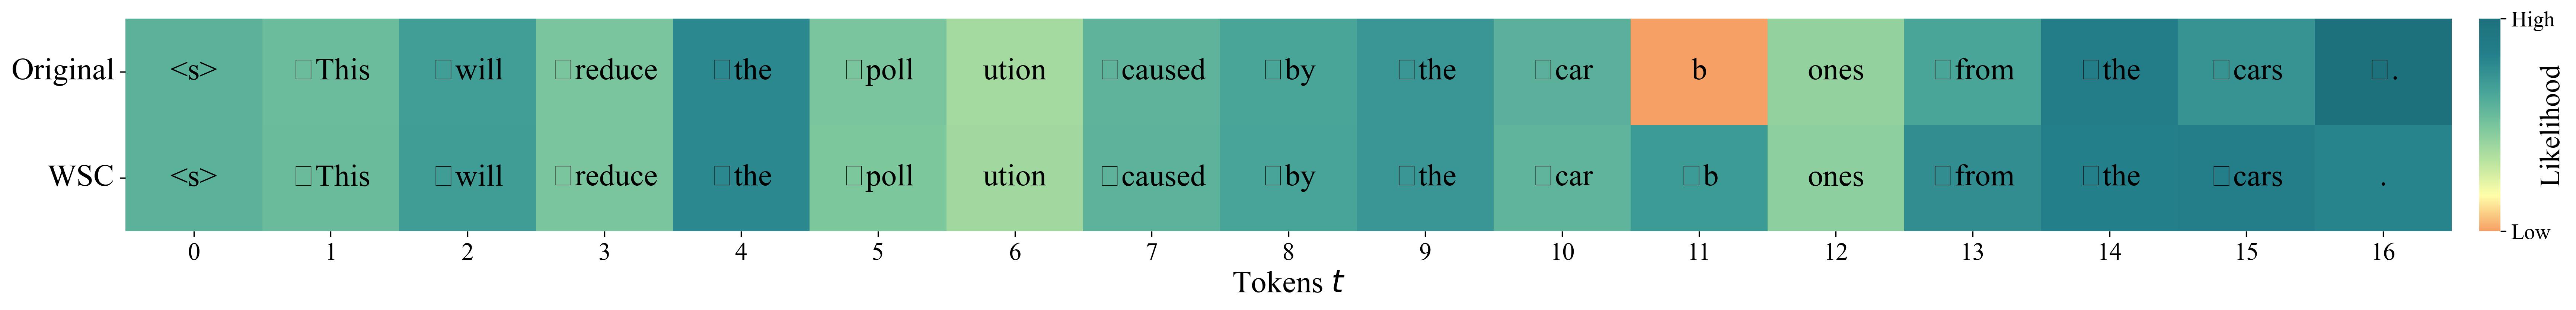 Original <s> □This □will □reduce □the □poll ution □caused □by □the □car b ones □from □the □cars □.
WSC <s> □This □will □reduce □the □poll ution □caused □by □the □car □b ones □from □the □cars .
0 1 2 3 4 5 6 7 8 9 10 11 12 13 14 15 16
Tokens t
High
Low
Likelihood